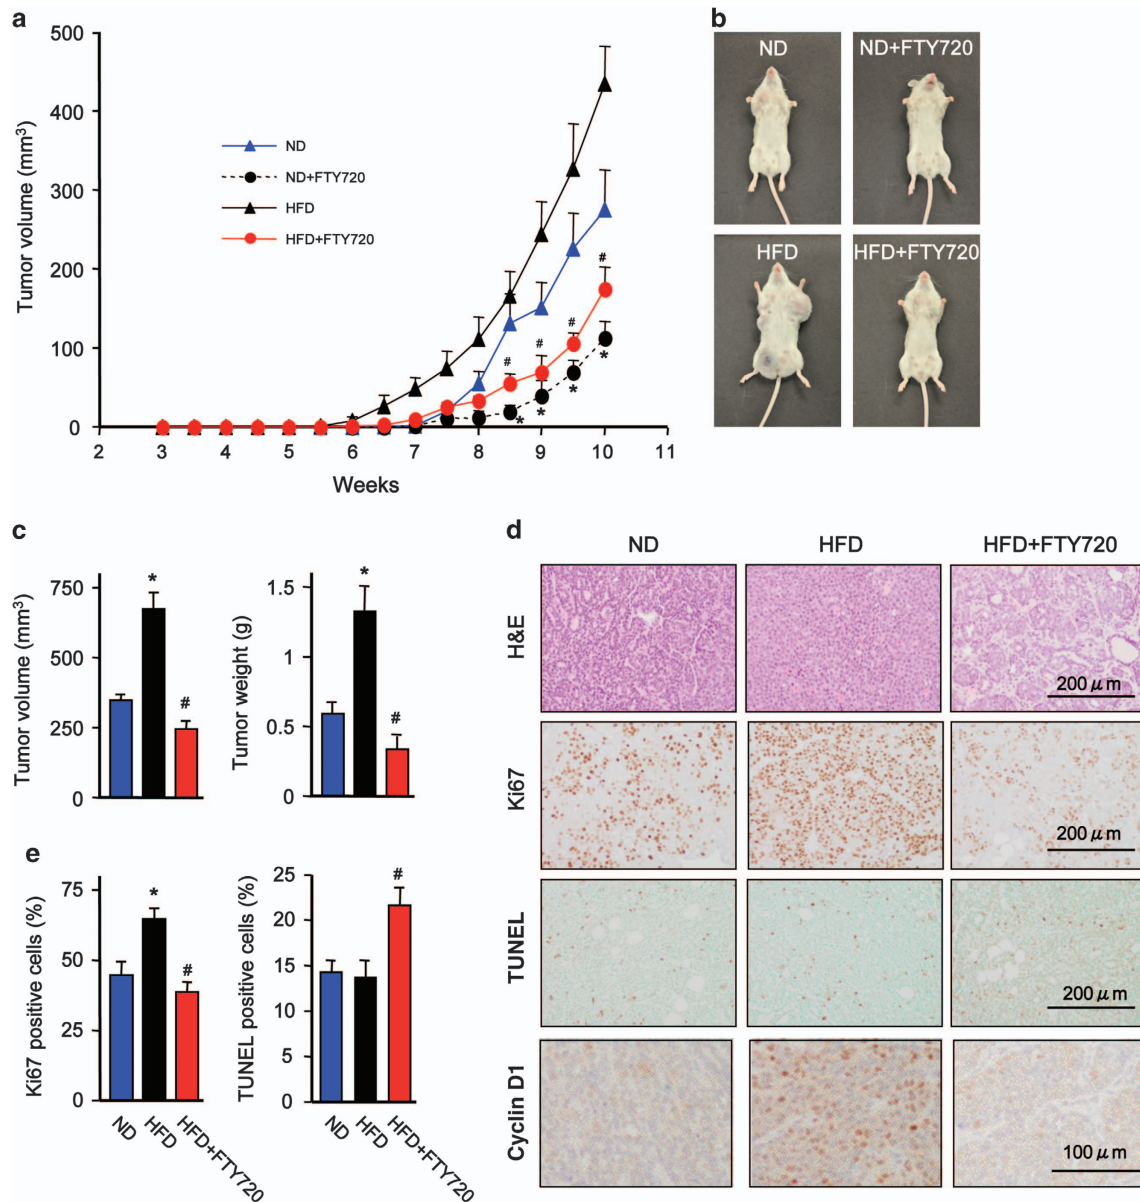 a
500
400
300
200
100
0
Tumor volume (mm³)
ND
ND+FTY720
HFD
HFD+FTY720
# # # # #
* * * *
2 3 4 5 6 7 8 9 10 11
Weeks
b
ND
ND+FTY720
HFD
HFD+FTY720
c
Tumor volume (mm³)
750
500
250
0
*
#
Tumor weight (g)
1.5
1
0.5
0
*
#
d
ND HFD HFD+FTY720
H&E
200 μm
Ki67
200 μm
TUNEL
200 μm
Cyclin D1
100 μm
e
Ki67 positive cells (%)
75
50
25
0
*
#
ND
HFD
HFD+FTY720
TUNEL positive cells (%)
25
20
15
10
5
0
#
ND
HFD
HFD+FTY720